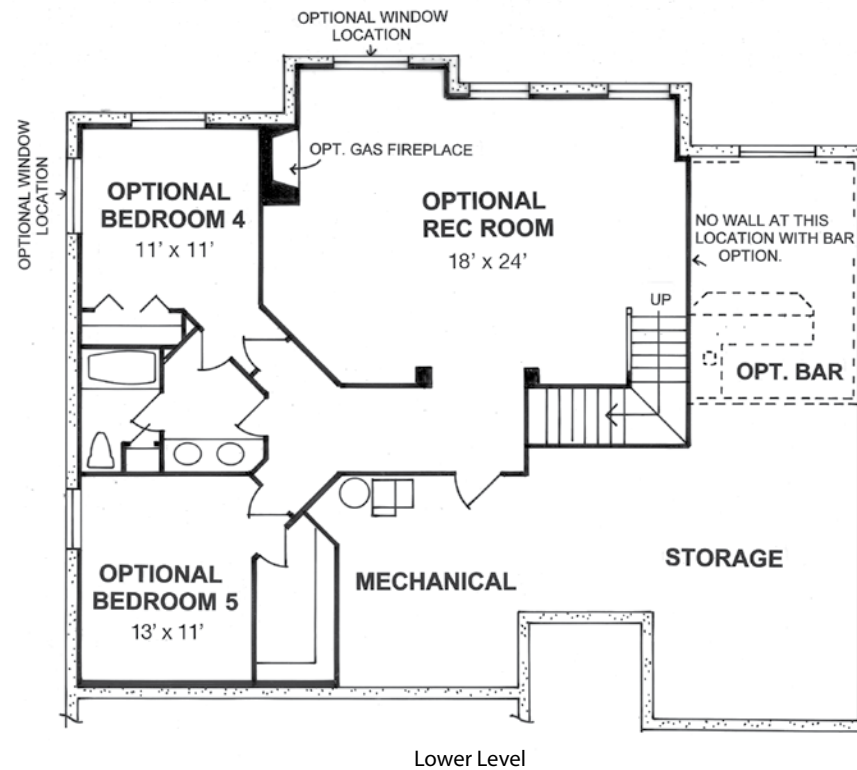 OPTIONAL WINDOW
LOCATION
OPTIONAL WINDOW
LOCATION
OPT. GAS FIREPLACE
OPTIONAL
BEDROOM 4
11' x 11'
OPTIONAL
REC ROOM
18' x 24'
NO WALL AT THIS
LOCATION WITH BAR
OPTION.
UP
OPT. BAR
OPTIONAL
BEDROOM 5
13' x 11'
MECHANICAL
STORAGE
Lower Level